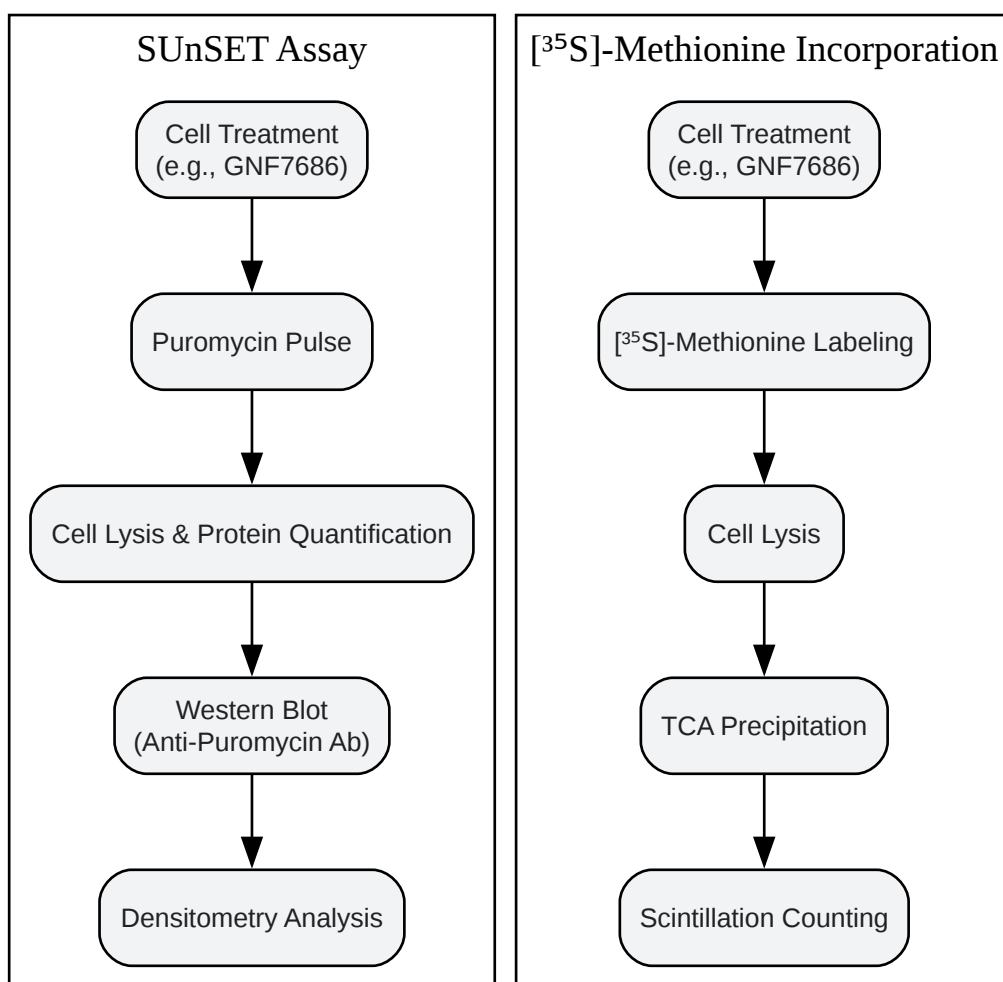 SUnSET Assay
Cell Treatment
(e.g., GNF7686)
Puromycin Pulse
Cell Lysis & Protein Quantification
Western Blot
(Anti-Puromycin Ab)
Densitometry Analysis
[³⁵S]-Methionine Incorporation
Cell Treatment
(e.g., GNF7686)
[³⁵S]-Methionine Labeling
Cell Lysis
TCA Precipitation
Scintillation Counting